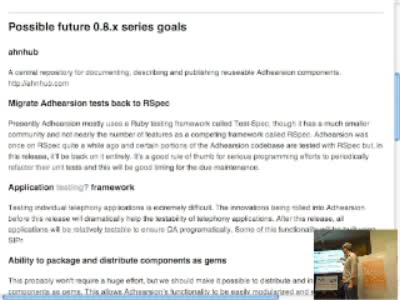 Possible future 0.8.x series goals
ahnhub
A central repository for documenting, describing and publishing reuseable Adhearsion components.
http://ahnhub.com
Migrate Adhearsion tests back to RSpec
Presently Adhearsion mostly uses a Ruby testing framework called Test-Spec, though it has a much smaller
community and not nearly the number of features as a competing framework called RSpec. Adhearsion was
once on RSpec quite a while ago and certain portions of the Adhearsion codebase are tested with RSpec but, in
this release, it'll be back on it entirely. It's a good rule of thumb for serious programming efforts to periodically
refactor their unit tests and this will be good timing for the due maintenance.
Application testing? framework
Testing individual telephony applications is extremely difficult. The innovations being rolled into Adhearsion
before this release will dramatically help the testability of telephony applications. After this release, all
applications will be relatively testable to ensure QA programatically. Some of this functionality will be built using
SIPr
Ability to package and distribute components as gems
This probably won't require a huge effort, but we should make it possible to distribute and in
components as gems. This allows Adhearsion's functionality to be easily modularized and